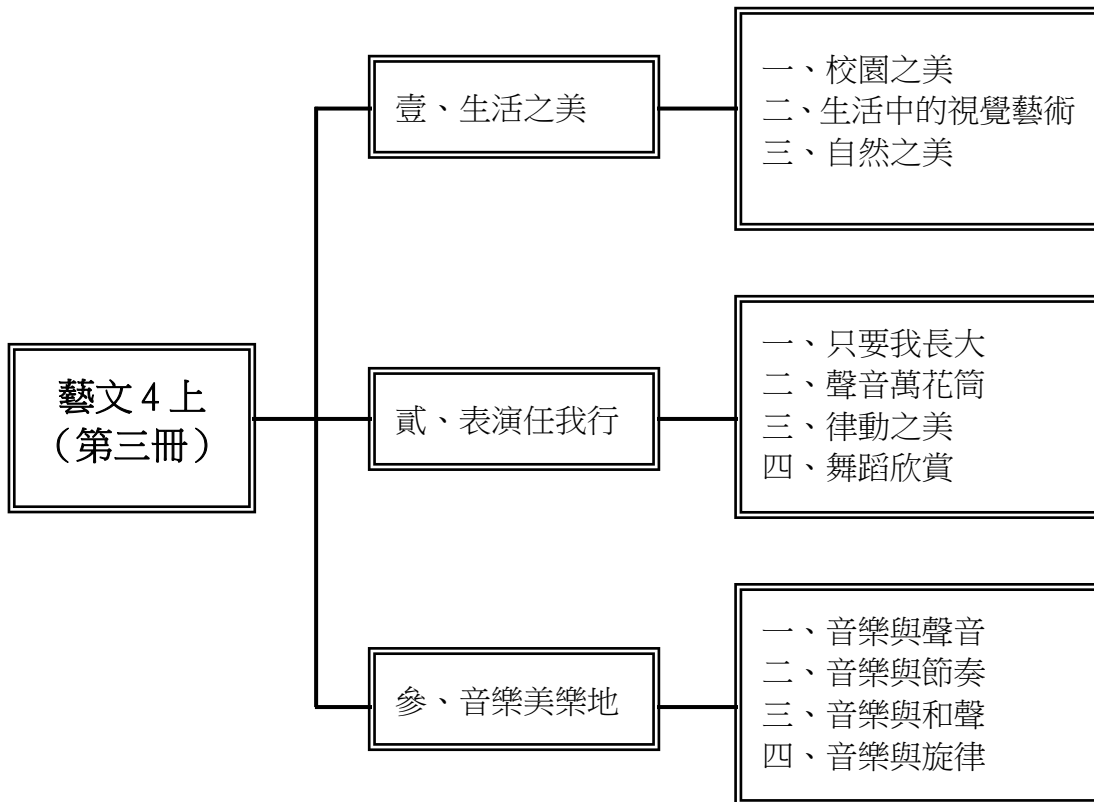 壹、生活之美
一、校園之美
二、生活中的視覺藝術
三、自然之美
藝文 4 上
（第三冊）
貳、表演任我行
一、只要我長大
二、聲音萬花筒
三、律動之美
四、舞蹈欣賞
參、音樂美樂地
一、音樂與聲音
二、音樂與節奏
三、音樂與和聲
四、音樂與旋律